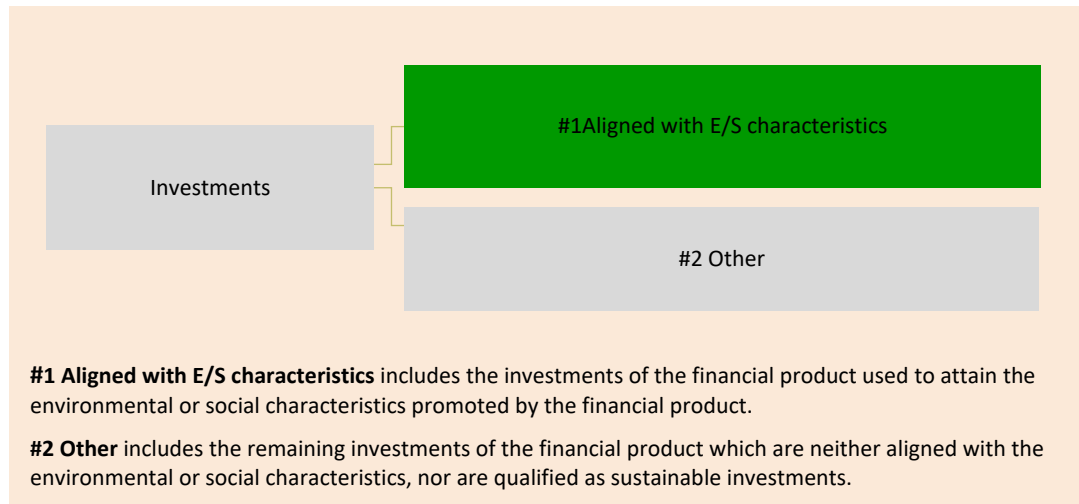 #1Aligned with E/S characteristics
Investments
#2 Other
#1 Aligned with E/S characteristics includes the investments of the financial product used to attain the
environmental or social characteristics promoted by the financial product.
#2 Other includes the remaining investments of the financial product which are neither aligned with the
environmental or social characteristics, nor are qualified as sustainable investments.